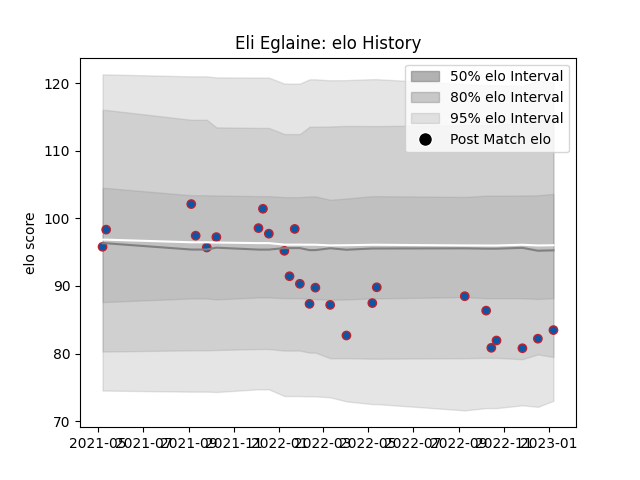 Eli Eglaine: elo History
50% elo Interval
80% elo Interval
95% elo Interval
Post Match elo
elo score
120
110
100
90
80
70
2021-05 2021-07 2021-09 2021-11 2022-01 2022-03 2022-05 2022-07 2022-09 2022-11 2023-01